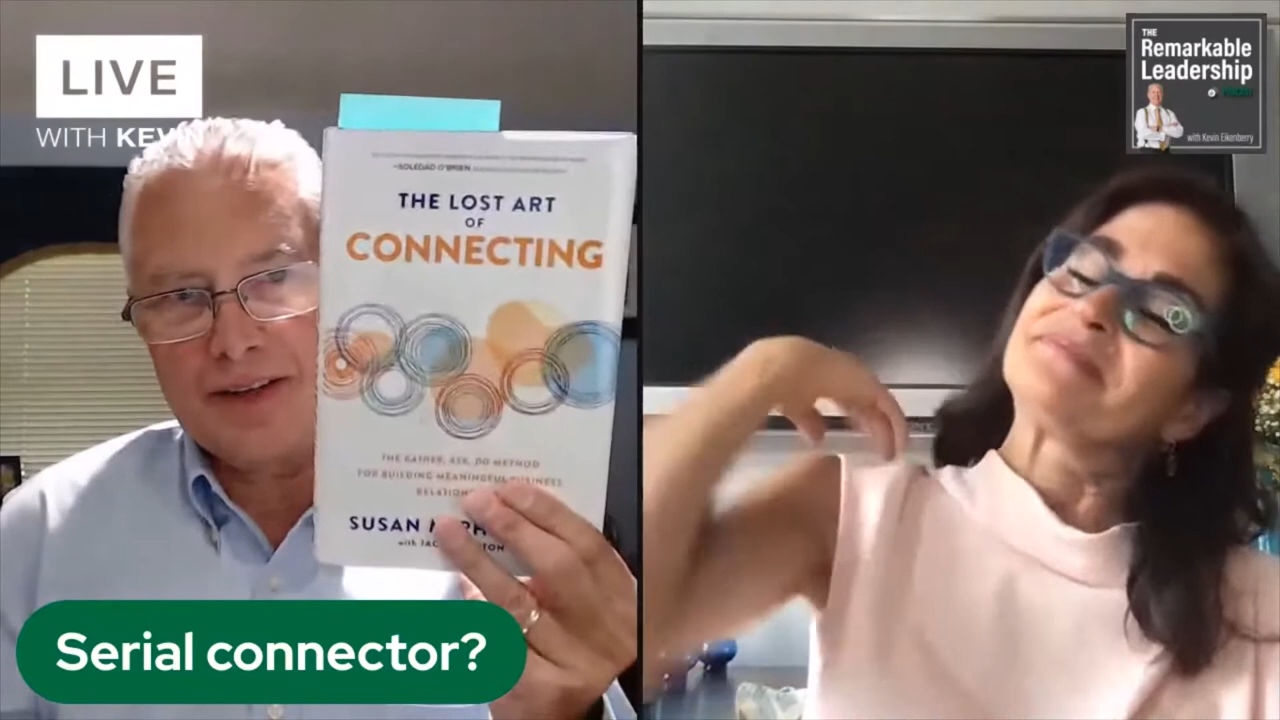 LIVE
WITH KEVIN
THE
Remarkable
Leadership
with Kevin Eikenberry
—SOLEDAD O'BRIEN
THE LOST ART
OF
CONNECTING
THE GATHER, ASK, DO METHOD
FOR BUILDING MEANINGFUL BUSINESS
SUSAN
with
Serial connector?